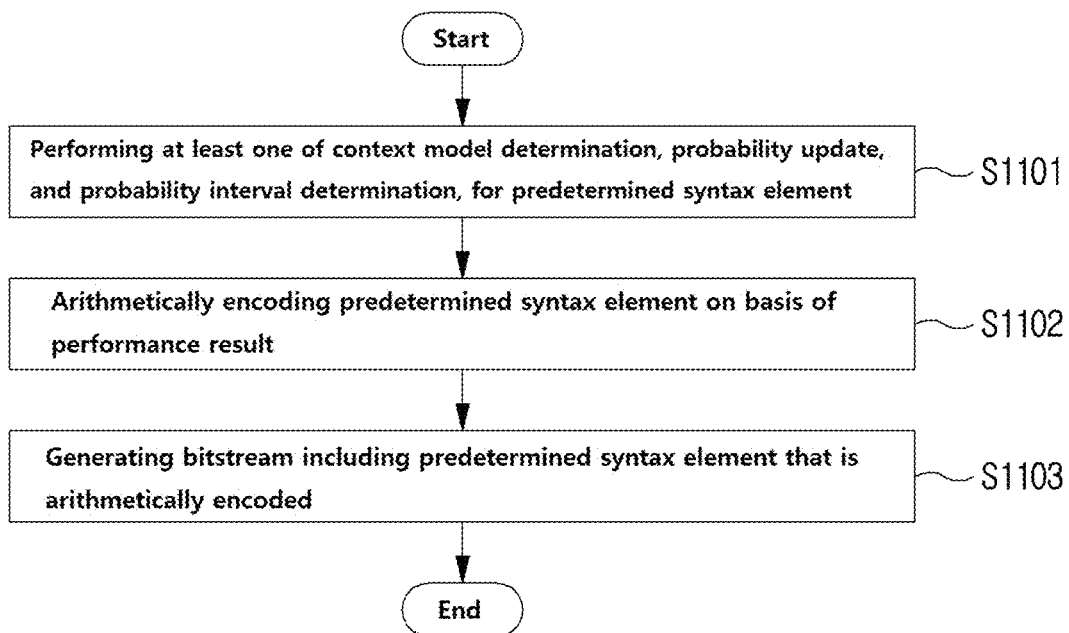 Start
Performing at least one of context model determination, probability update,
and probability interval determination, for predetermined syntax element
S1101
Arithmetically encoding predetermined syntax element on basis of
performance result
S1102
Generating bitstream including predetermined syntax element that is
arithmetically encoded
S1103
End